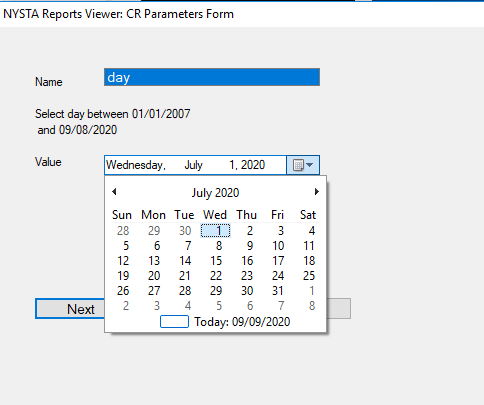 NYSTA Reports Viewer: CR Parameters Form
Name
day
Select day between 01/01/2007
and 09/08/2020
Value
Wednesday, July 1, 2020
July 2020
Sun Mon Tue Wed Thu Fri Sat
28 29 30 1 2 3 4
5 6 7 8 9 10 11
12 13 14 15 16 17 18
19 20 21 22 23 24 25
26 27 28 29 30 31 1
2 3 4 5 6 7 8
Today: 09/09/2020
Next